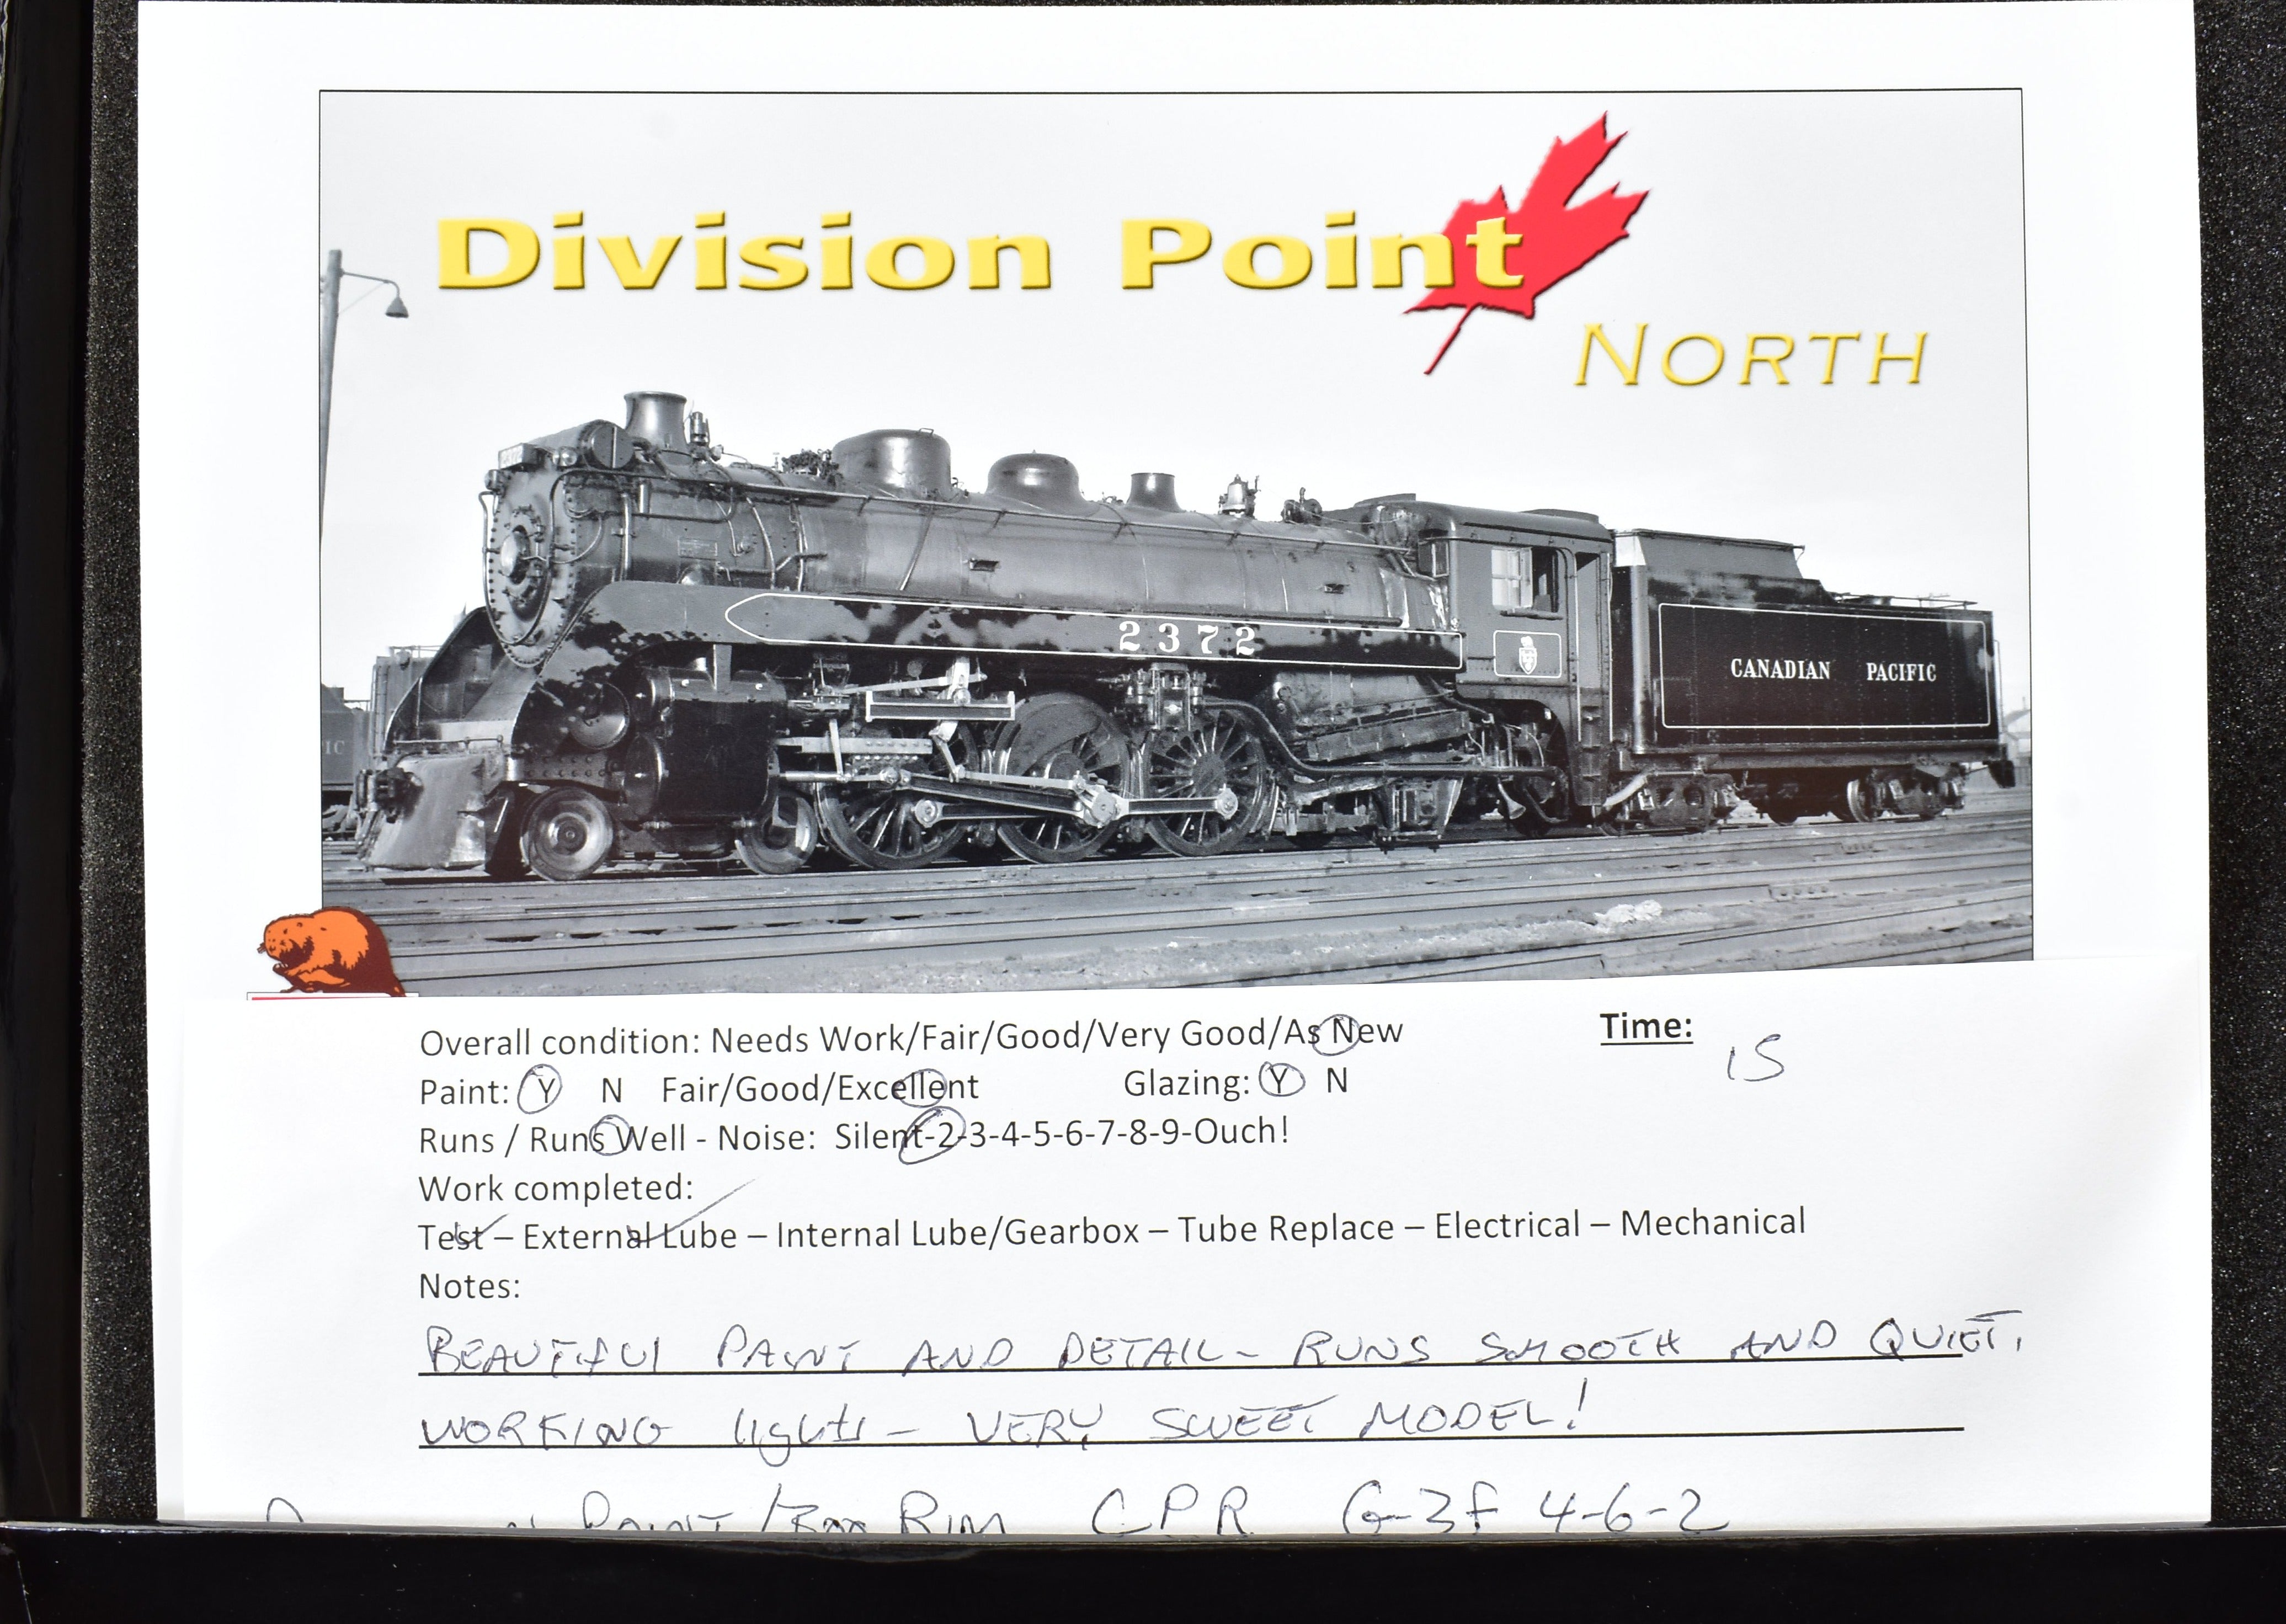 Division Point
NORTH
2372
CANADIAN PACIFIC
IC
Overall condition: Needs Work/Fair/Good/Very Good/As New
Time:
15
Paint: Y N Fair/Good/Excellent Glazing: Y N
Runs / Runs Well - Noise: Silent-2-3-4-5-6-7-8-9-Ouch!
Work completed:
Test – External Lube – Internal Lube/Gearbox – Tube Replace – Electrical – Mechanical
Notes:
BEAUTIFUL PAINT AND DETAIL - RUNS SMOOTH AND QUIET,
WORKING lights - VERY SWEET MODEL!
POINT / RIM CPR G-3f 4-6-2